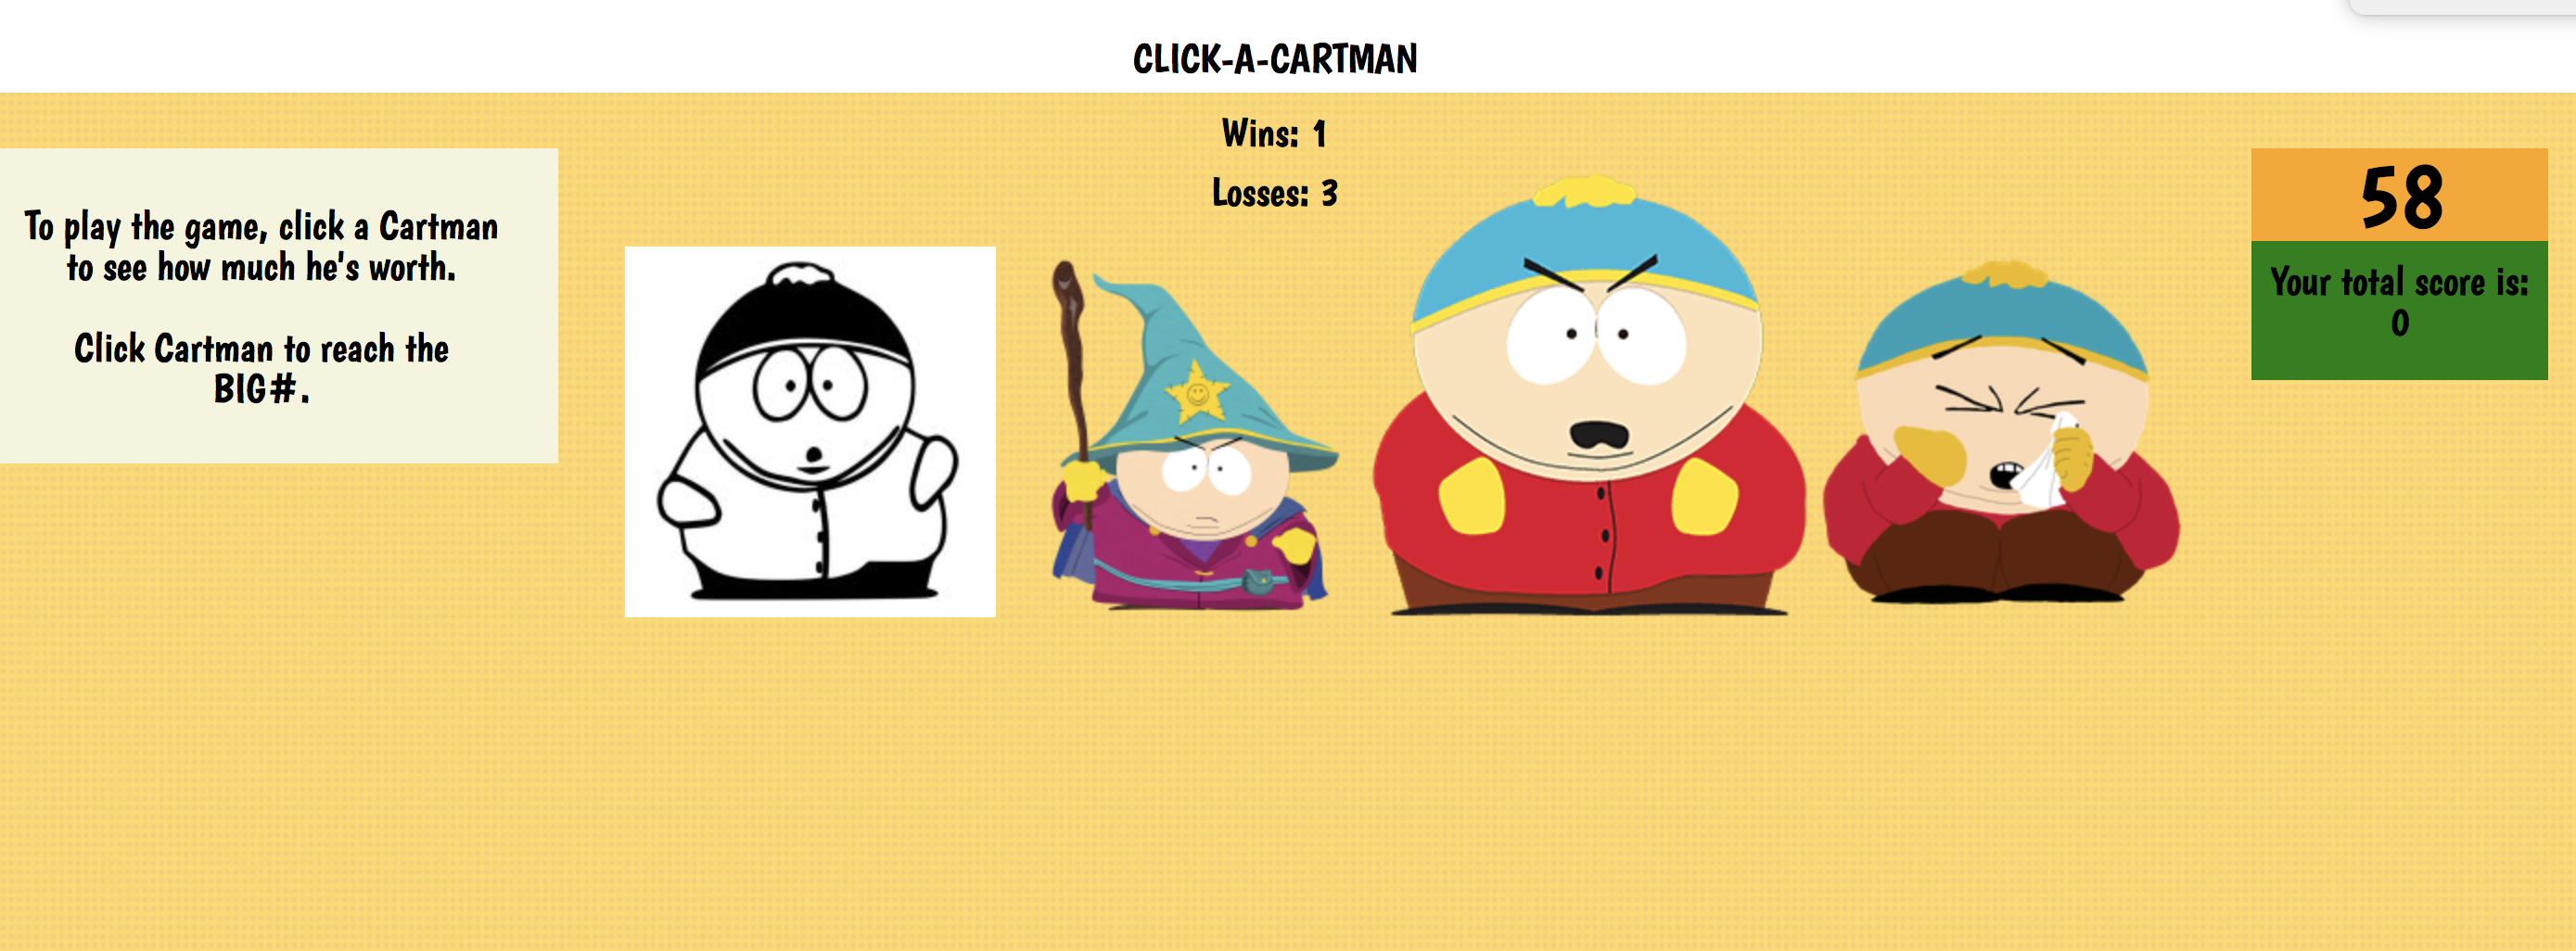 CLICK-A-CARTMAN
Wins: 1
Losses: 3
To play the game, click a Cartman
to see how much he's worth.
Click Cartman to reach the
BIG#.
58
Your total score is:
0